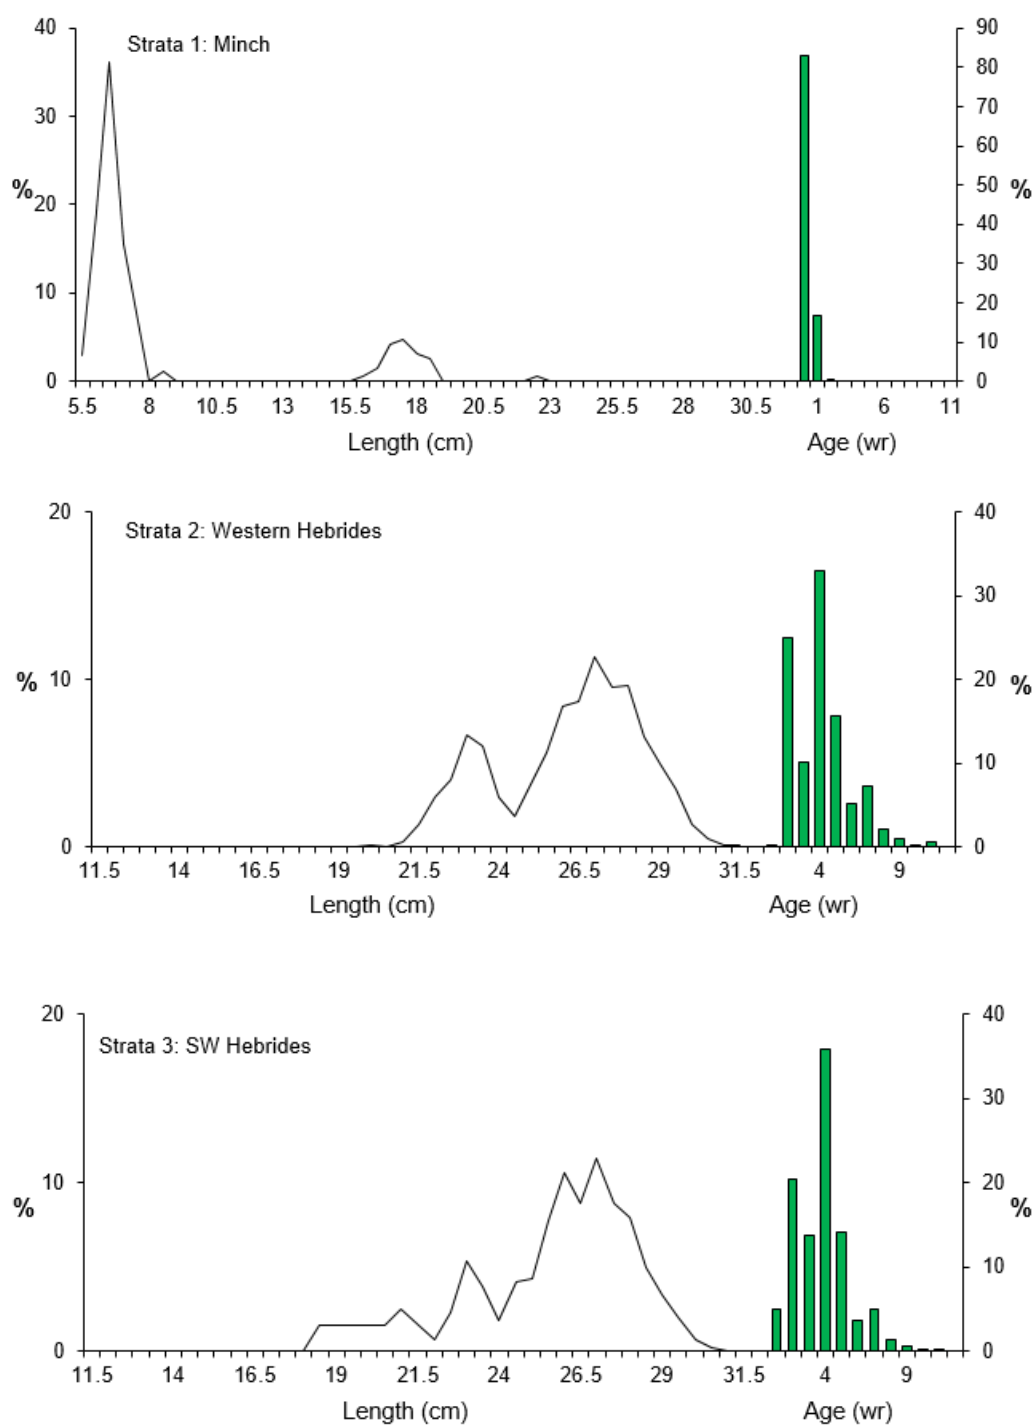 40 90
Strata 1: Minch
80
30 70
60
% 20 50 %
40
10 30
20
10
0 0
5.5 8 10.5 13 15.5 18 20.5 23 25.5 28 30.5 1 6 11
Length (cm) Age (wr)
20 40
Strata 2: Western Hebrides
30
% 10 20 %
10
0 0
11.5 14 16.5 19 21.5 24 26.5 29 31.5 4 9
Length (cm) Age (wr)
20 40
Strata 3: SW Hebrides
30
10 20
% %
10
0 0
11.5 14 16.5 19 21.5 24 26.5 29 31.5 4 9
Length (cm) Age (wr)